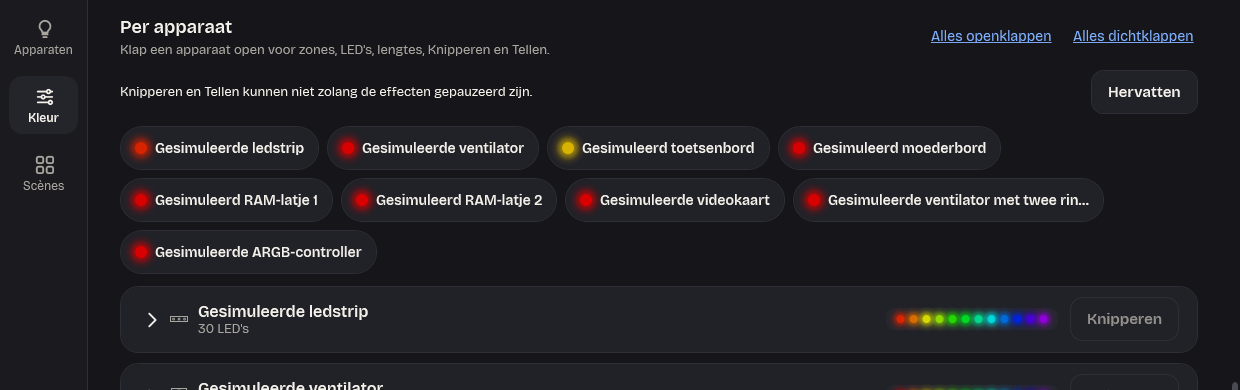 Apparaten
Kleur
Scènes
Per apparaat
Klap een apparaat open voor zones, LED's, lengtes, Knipperen en Tellen.
Alles openklappen
Alles dichtklappen
Knipperen en Tellen kunnen niet zolang de effecten gepauzeerd zijn.
Hervatten
Gesimuleerde ledstrip
Gesimuleerde ventilator
Gesimuleerd toetsenbord
Gesimuleerd moederbord
Gesimuleerd RAM-latje 1
Gesimuleerd RAM-latje 2
Gesimuleerde videokaart
Gesimuleerde ventilator met twee rin...
Gesimuleerde ARGB-controller
Gesimuleerde ledstrip
30 LED's
Knipperen
Gesimuleerde ventilator